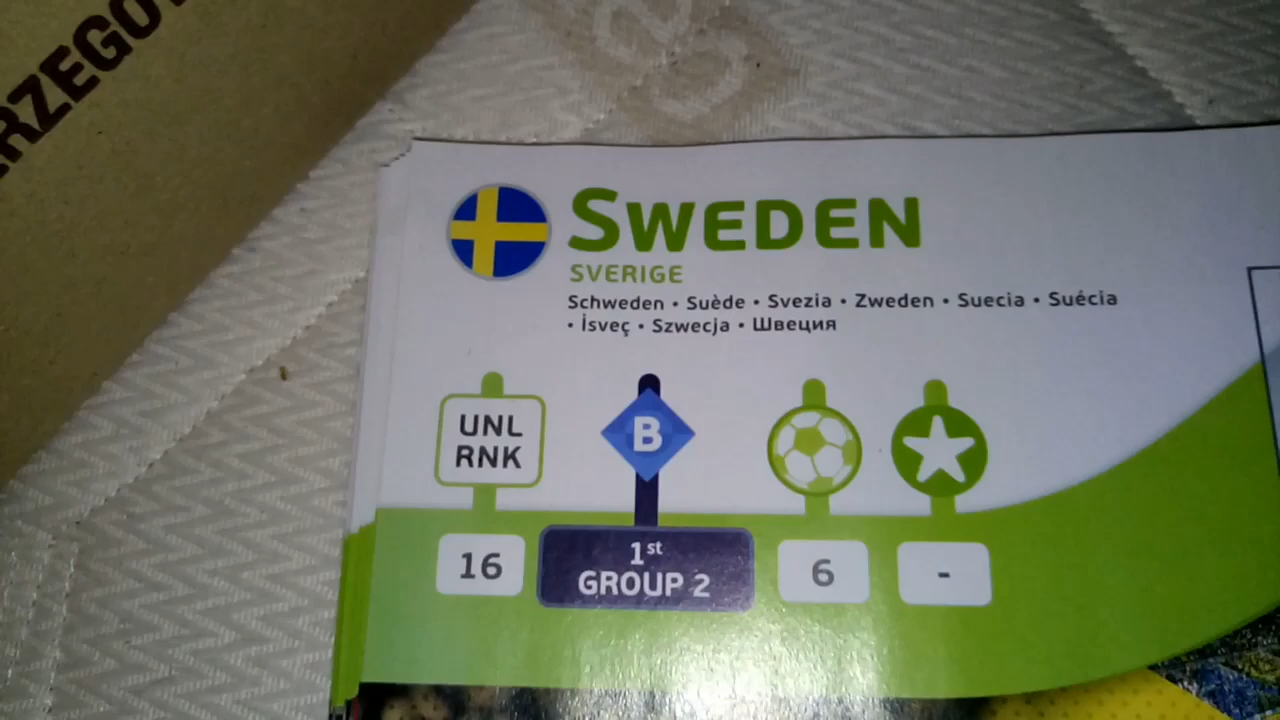 SWEDEN
SVERIGE
Schweden • Suède • Svezia • Zweden • Suecia • Suécia
• İsveç • Szwecja • Швеция
UNL
RNK
B
16
1st
GROUP 2
6
-